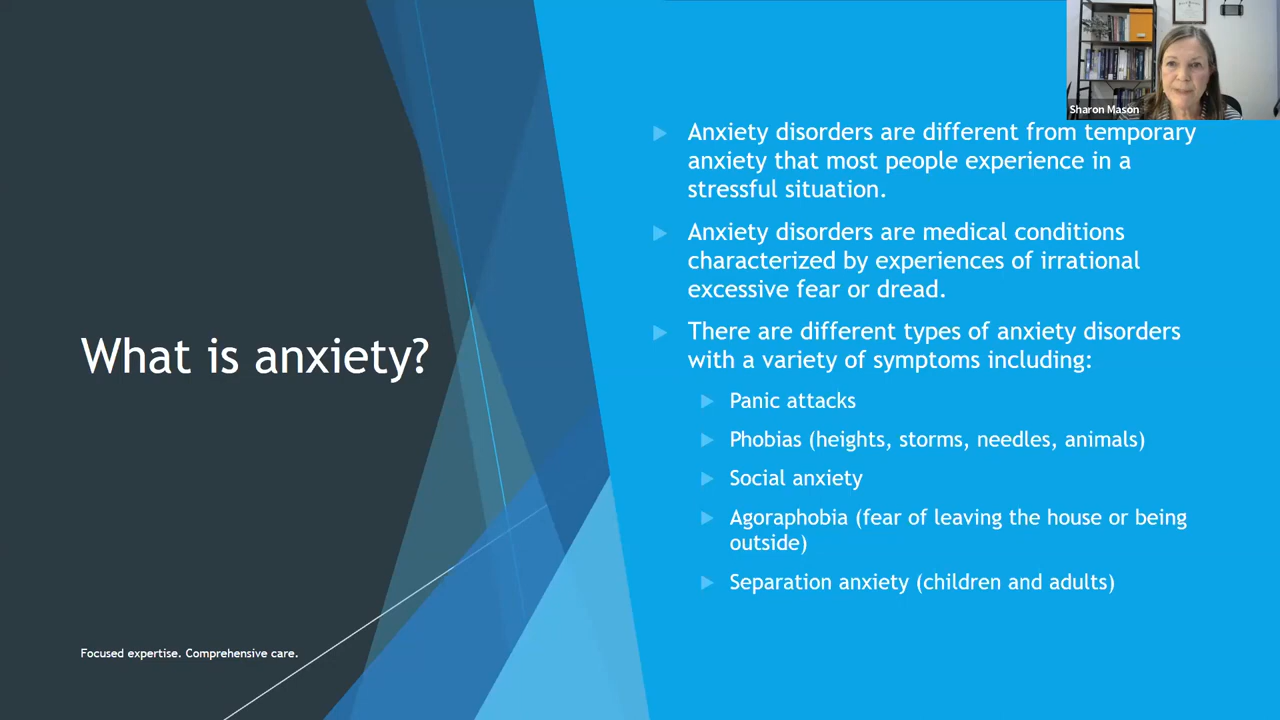 Sharon Mason
What is anxiety?
Anxiety disorders are different from temporary
anxiety that most people experience in a
stressful situation.
Anxiety disorders are medical conditions
characterized by experiences of irrational
excessive fear or dread.
There are different types of anxiety disorders
with a variety of symptoms including:
Panic attacks
Phobias (heights, storms, needles, animals)
Social anxiety
Agoraphobia (fear of leaving the house or being
outside)
Separation anxiety (children and adults)
Focused expertise. Comprehensive care.